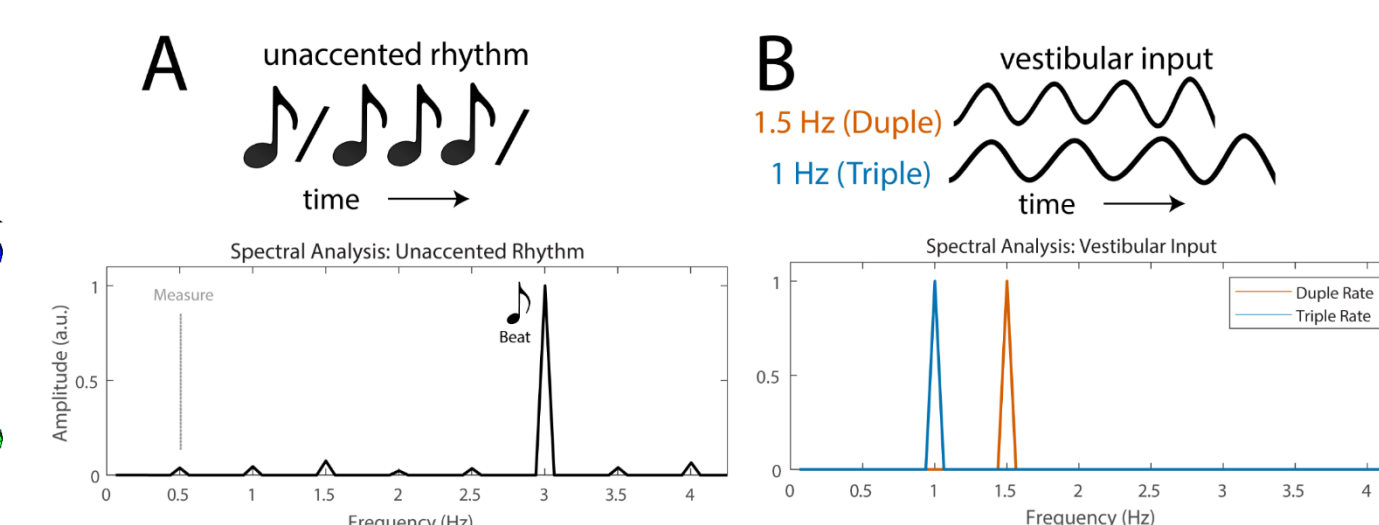 A
unaccented rhythm
time
Spectral Analysis: Unaccented Rhythm
Amplitude (a.u.)
1
0.5
0
Measure
Beat
0 0.5 1 1.5 2 2.5 3 3.5 4
Frequency (Hz)
B
vestibular input
1.5 Hz (Duple)
1 Hz (Triple)
time
Spectral Analysis: Vestibular Input
1
0.5
0
Duple Rate
Triple Rate
0 0.5 1 1.5 2 2.5 3 3.5 4
Frequency (Hz)